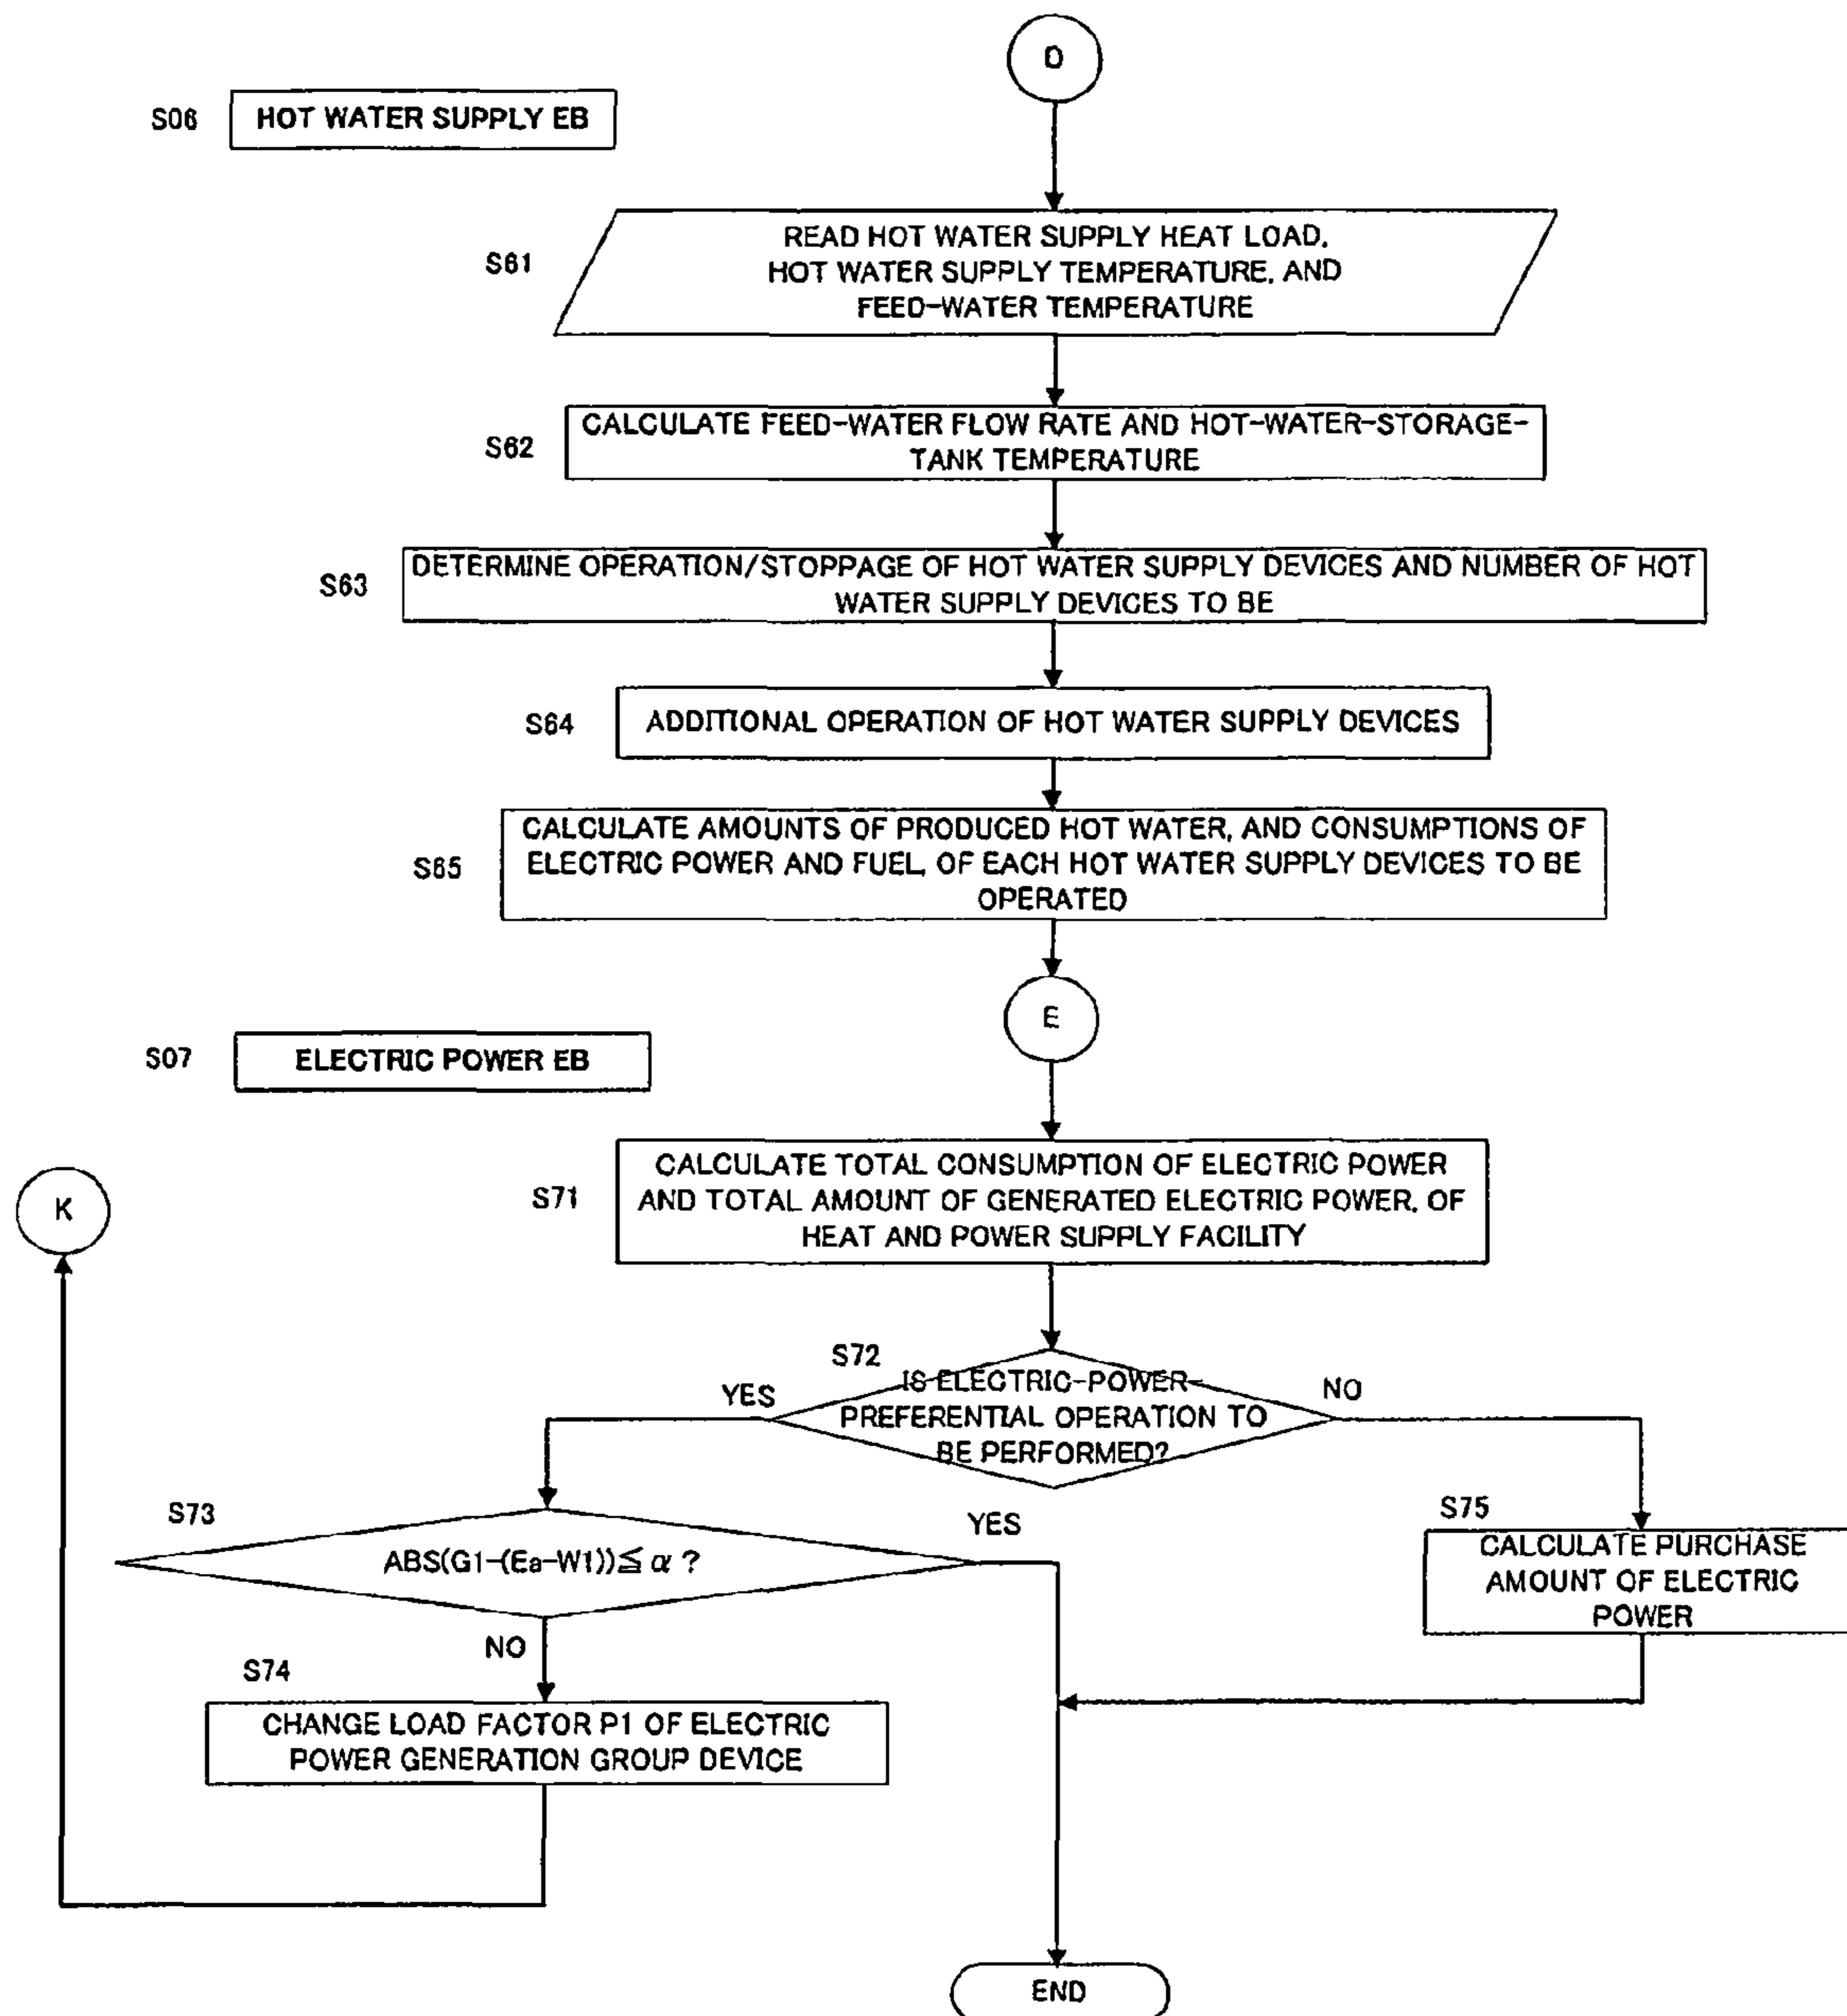 D
S06
HOT WATER SUPPLY EB
S61
READ HOT WATER SUPPLY HEAT LOAD,
HOT WATER SUPPLY TEMPERATURE, AND
FEED-WATER TEMPERATURE
S62
CALCULATE FEED-WATER FLOW RATE AND HOT-WATER-STORAGE-
TANK TEMPERATURE
S63
DETERMINE OPERATION/STOPPAGE OF HOT WATER SUPPLY DEVICES AND NUMBER OF HOT
WATER SUPPLY DEVICES TO BE
S64
ADDITIONAL OPERATION OF HOT WATER SUPPLY DEVICES
S65
CALCULATE AMOUNTS OF PRODUCED HOT WATER, AND CONSUMPTIONS OF
ELECTRIC POWER AND FUEL, OF EACH HOT WATER SUPPLY DEVICES TO BE
OPERATED
E
S07
ELECTRIC POWER EB
K
S71
CALCULATE TOTAL CONSUMPTION OF ELECTRIC POWER
AND TOTAL AMOUNT OF GENERATED ELECTRIC POWER, OF
HEAT AND POWER SUPPLY FACILITY
S72
IS ELECTRIC-POWER-
PREFERENTIAL OPERATION TO
BE PERFORMED?
YES
NO
S73
ABS(G1-(Ea-W1))≦α?
YES
NO
S75
CALCULATE PURCHASE
AMOUNT OF ELECTRIC
POWER
S74
CHANGE LOAD FACTOR P1 OF ELECTRIC
POWER GENERATION GROUP DEVICE
END